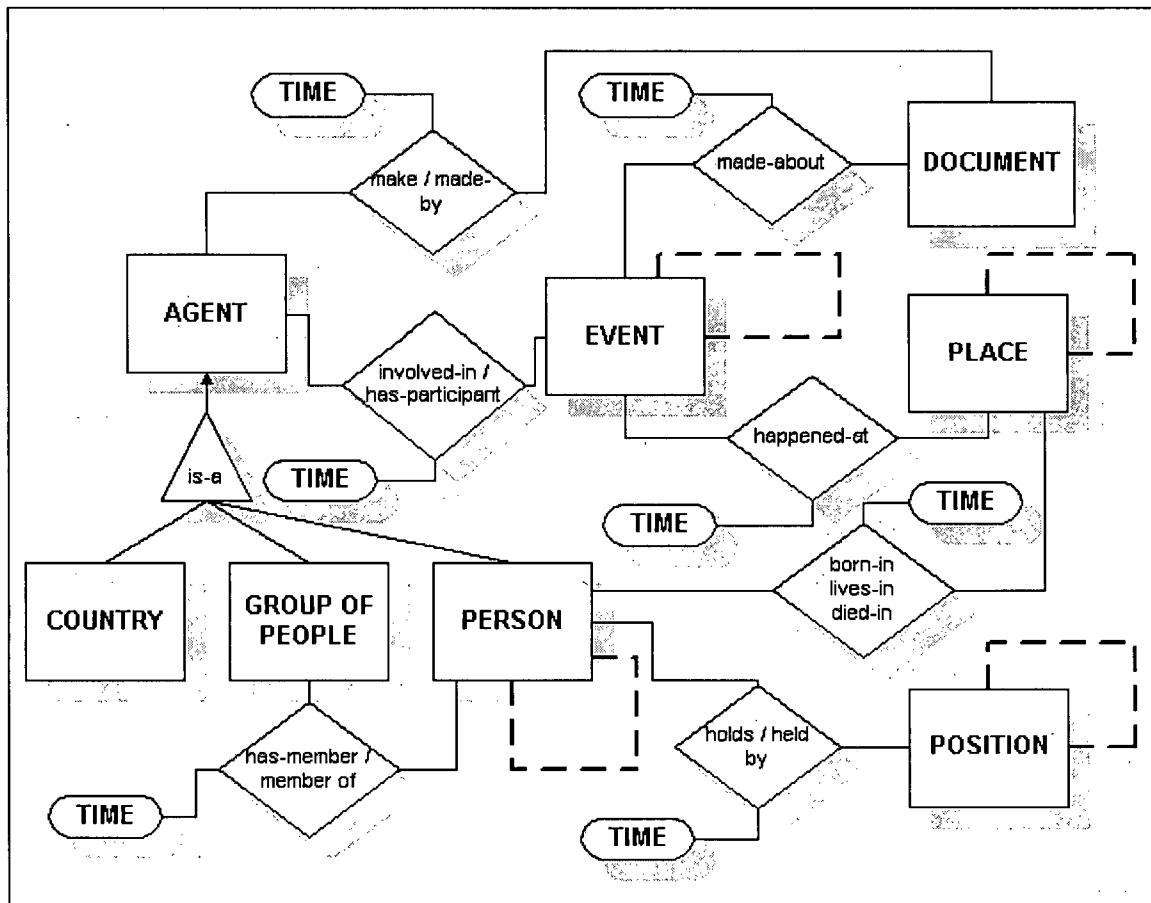 TIME
TIME
make / made-
by
made-about
DOCUMENT
AGENT
EVENT
PLACE
involved-in /
has-participant
happened-at
is-a
TIME
TIME
TIME
COUNTRY
GROUP OF
PEOPLE
PERSON
born-in
lives-in
died-in
has-member /
member of
holds / held
by
POSITION
TIME
TIME